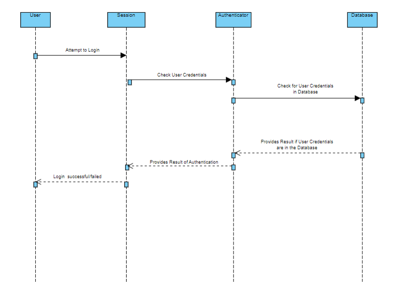 User
Session
Authenticator
Database
Attempt to Login
Check User Credentials
Check for User Credentials
in Database
Provides Result if User Credentials
are in the Database
Provides Result of Authentication
Login successful/failed